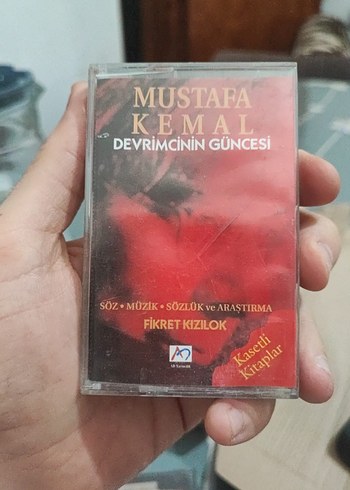 MUSTAFA
KEMAL
DEVRİMCİNİN GÜNCESİ
SÖZ • MÜZİK • SÖZLÜK ve ARAŞTIRMA
FİKRET KIZILOK
Kasetli
Kitaplar